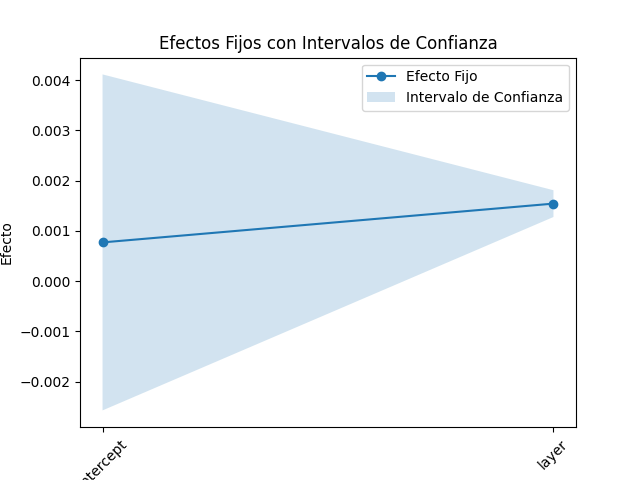 Efectos Fijos con Intervalos de Confianza
Efecto Fijo
Intervalo de Confianza
0.004
0.003
0.002
0.001
0.000
−0.001
−0.002
Efecto
ntercept
layer